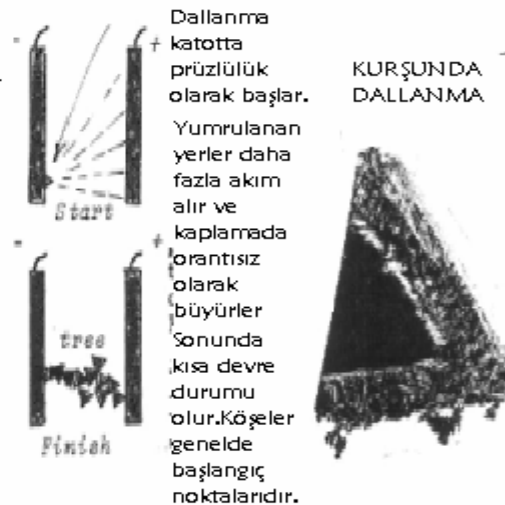 Dallanma
katotta
prüzlülük
olarak başlar.
Yumrulanan
yerler daha
fazla akım
alır ve
kaplamada
orantısız
olarak
büyürler
Sonunda
kısa devre
durumu
olur.Köşeler
genelde
başlangıç
noktalarıdır.
KURŞUNDA
DALLANMA
- +
Start
- +
tree
Finish